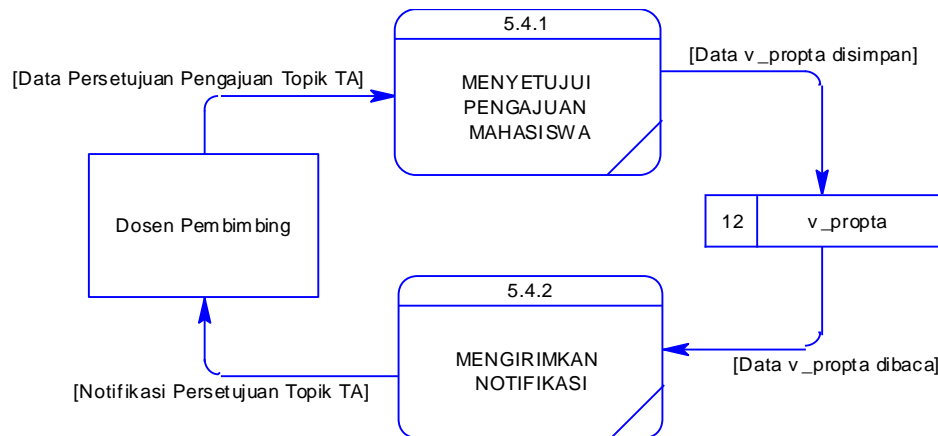 5.4.1
[Data Persetujuan Pengajuan Topik TA]
[Data v_propta disimpan]
MENYETUJUI
PENGAJUAN
MAHASISWA
Dosen Pembimbing
12
v_propta
5.4.2
MENGIRIMKAN
NOTIFIKASI
[Data v_propta dibaca]
[Notifikasi Persetujuan Topik TA]